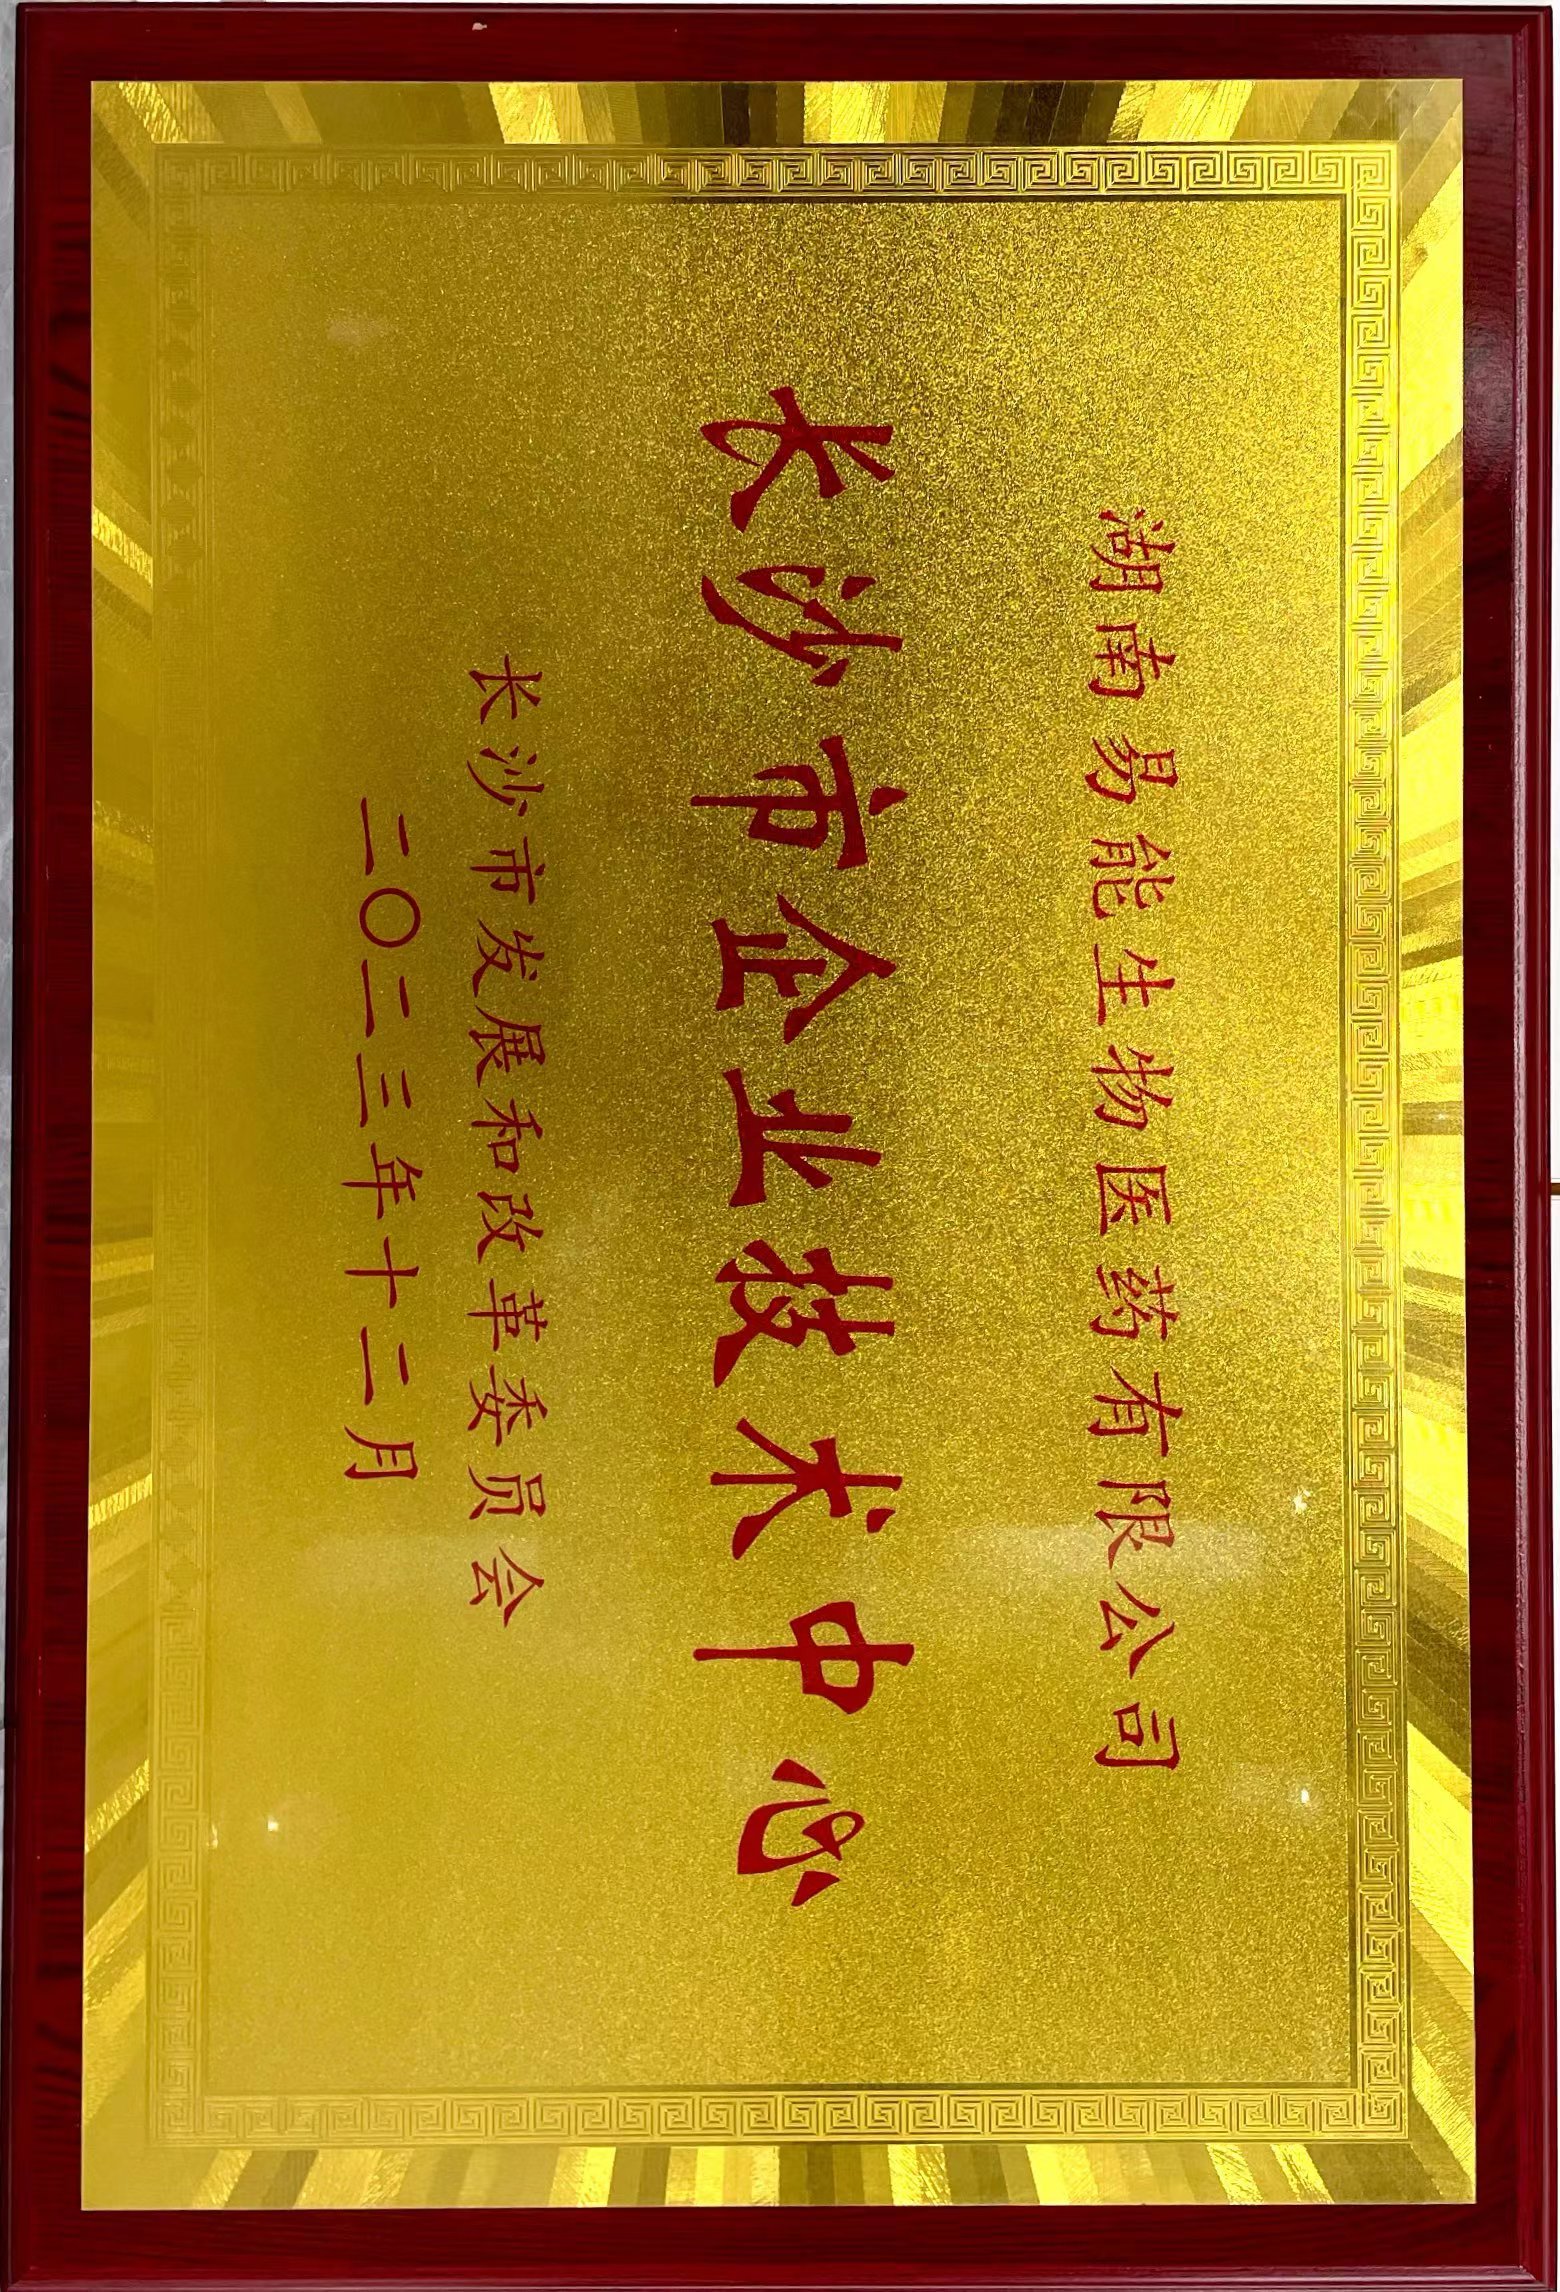 湖南易能生物医药有限公司
长沙市企业技术中心
长沙市发展和改革委员会
二〇二三年十二月